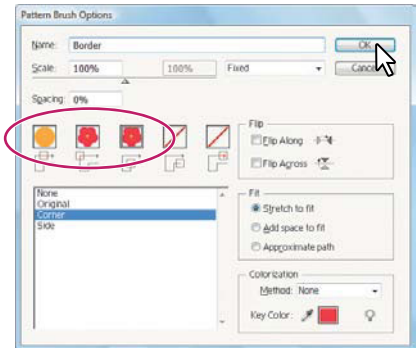 Pattern Brush Options
Name: Border
OK
Scale: 100% 100% Fixed
Cancel
Spacing: 0%
Flip
Flip Along
Flip Across
None
Original
Corner
Side
Fit
Stretch to fit
Add space to fit
Approximate path
Colorization
Method: None
Key Color: